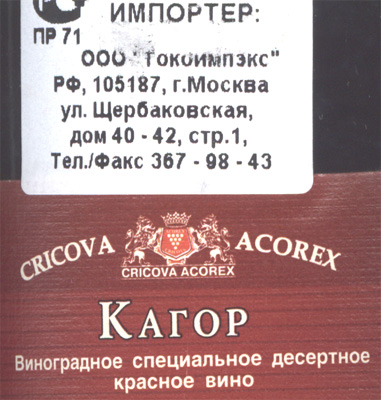 ИМПОРТЕР:
ПР 71
ООО "Токоимпэкс"
РФ, 105187, г.Москва
ул. Щербаковская,
дом 40 - 42, стр.1,
Тел./Факс 367 - 98 - 43
CRICOVA ACOREX
CRICOVA ACOREX
КАГОР
Виноградное специальное десертное
красное вино